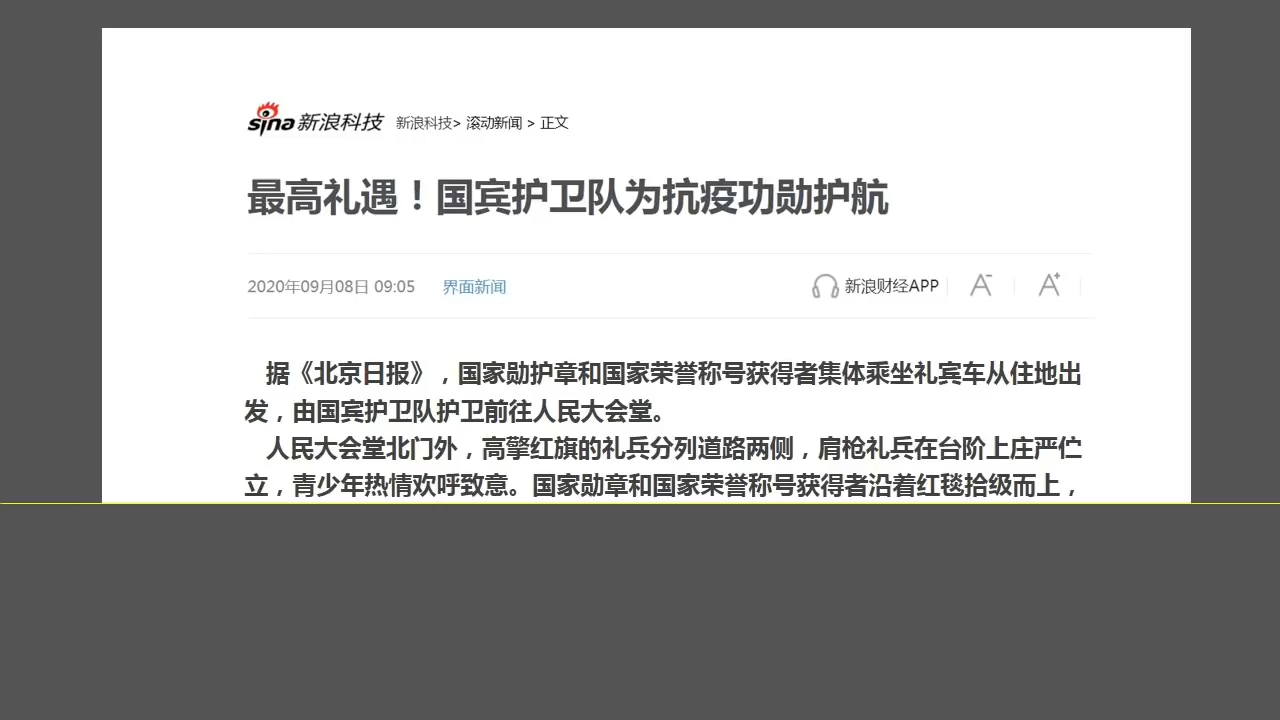 sına新浪科技 新浪科技> 滚动新闻 > 正文
最高礼遇！国宾护卫队为抗疫功勋护航
2020年09月08日 09:05 界面新闻 新浪财经APP A- A+
据《北京日报》，国家勋护章和国家荣誉称号获得者集体乘坐礼宾车从住地出
发，由国宾护卫队护卫前往人民大会堂。
人民大会堂北门外，高擎红旗的礼兵分列道路两侧，肩枪礼兵在台阶上庄严伫
立，青少年热情欢呼致意。国家勋章和国家荣誉称号获得者沿着红毯拾级而上，